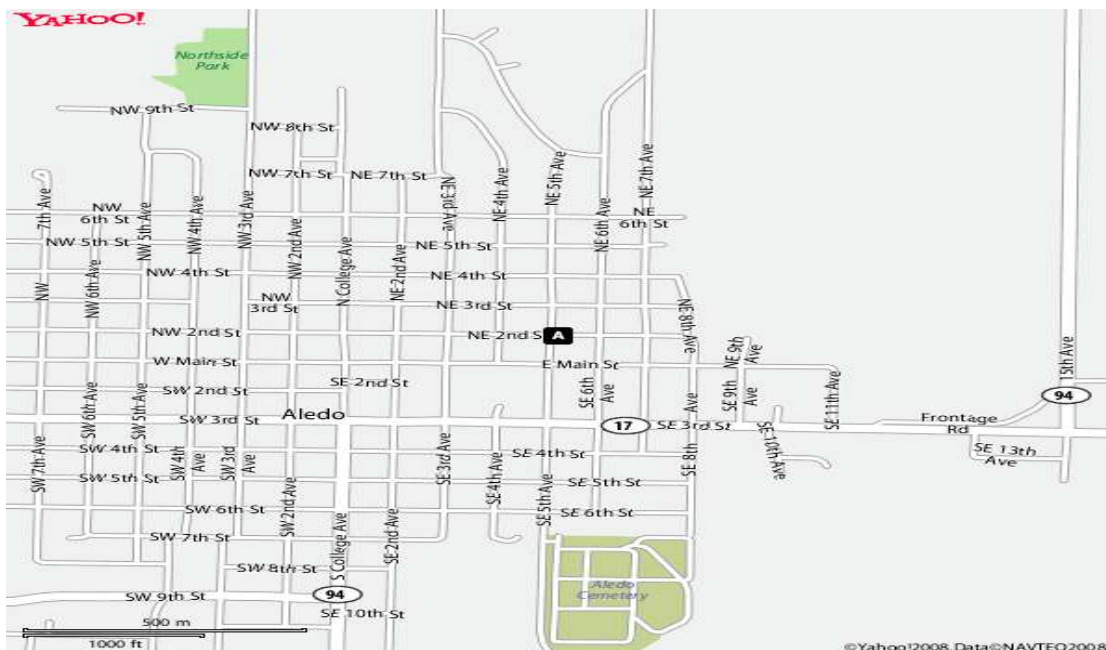 YAHOO!
Northside
Park
NW 9th St
NW 8th St
NW 7th St
NE 7th St
7th Ave
NW
NW 5th Ave
NW 4th Ave
NW 3rd Ave
NW 2nd Ave
N College Ave
NE 2nd Ave
NE 3rd Ave
NE 4th Ave
NE 5th Ave
NE 6th Ave
NE 7th Ave
NW
6th St
NE
6th St
NW 5th St
NE 5th St
NW 6th Ave
NW 4th St
NE 4th St
NW
3rd St
NE 3rd St
NE 8th Ave
NW 2nd St
NE 2nd S
A
NE 9th
Ave
W Main St
E Main St
15th Ave
SE 2nd St
SW 2nd St
SE 6th
Ave
SE 9th
Ave
SE 11th Ave
94
SW 6th Ave
SW 5th Ave
Aledo
SW 3rd St
17
SE 3rd St
Frontage
Rd
SW 7th Ave
SW 4th St
SW 4th
Ave
SW 3rd
Ave
SE 3rd Ave
SE 4th Ave
SE 4th St
SE 8th
Ave
SE 10th Ave
SE 13th
Ave
SW 5th St
SE 5th St
SW 2nd Ave
SE 5th Ave
SW 6th St
SE 6th St
SW 7th St
S College Ave
SE 2nd Ave
SW 8th St
Aledo
Cemetery
SW 9th St
94
SE 10th St
500 m
1000 ft
©Yahoo!2008,Data©NAVTEQ2008